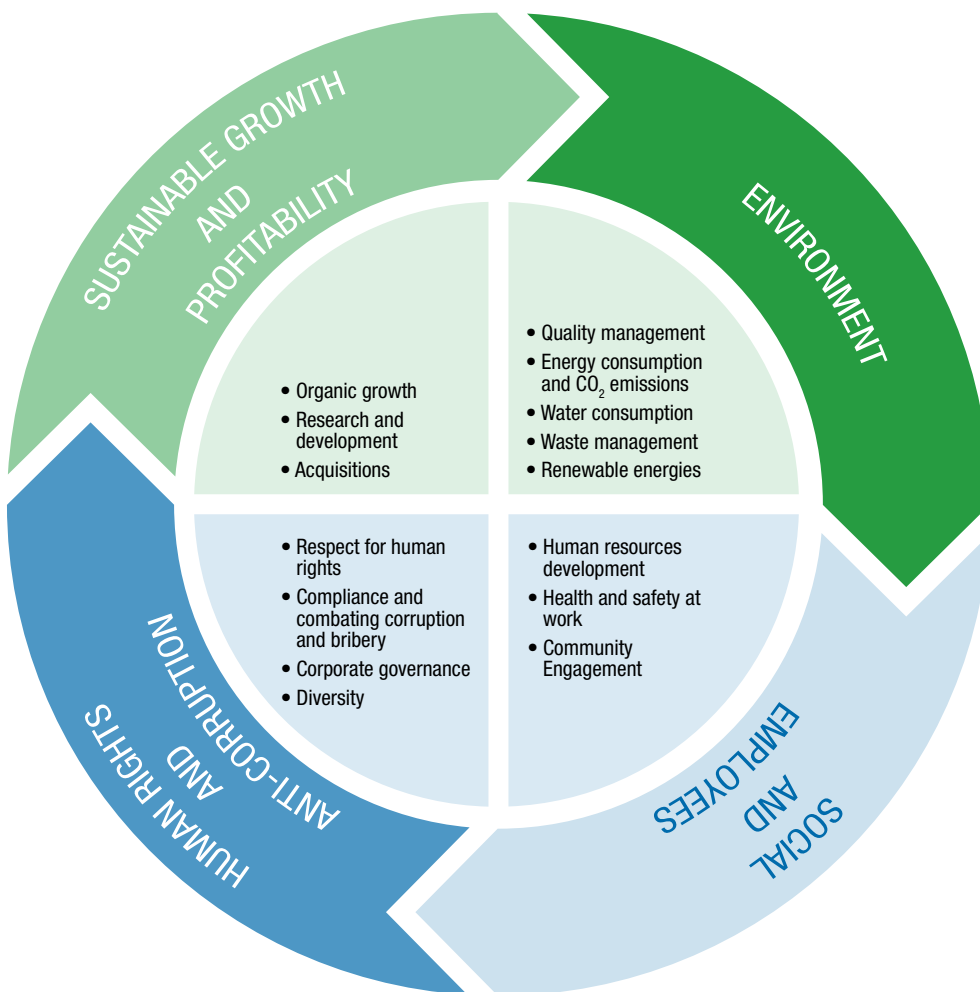 SUSTAINABLE GROWTH
AND
PROFITABILITY
ENVIRONMENT
• Organic growth
• Research and
development
• Acquisitions
• Quality management
• Energy consumption
and CO₂ emissions
• Water consumption
• Waste management
• Renewable energies
• Respect for human
rights
• Compliance and
combating corruption
and bribery
• Corporate governance
• Diversity
• Human resources
development
• Health and safety at
work
• Community
Engagement
HUMAN RIGHTS
AND
ANTI-CORRUPTION
SOCIAL
AND
EMPLOYEES